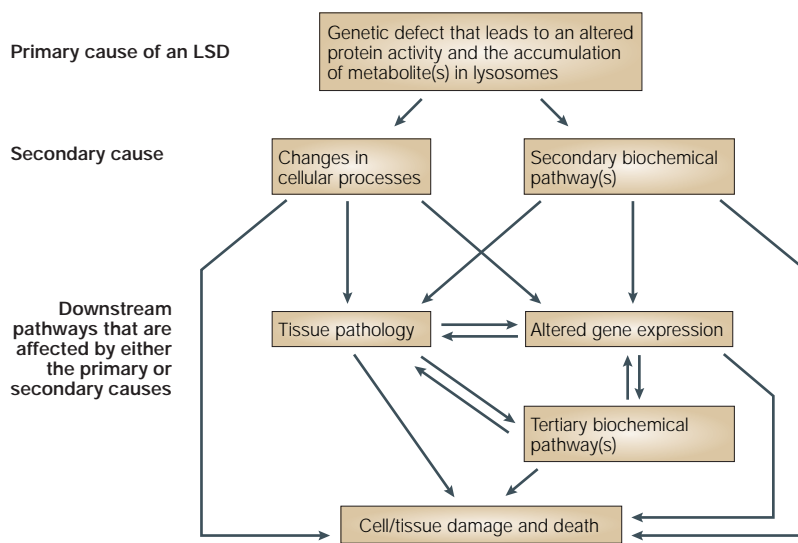 Primary cause of an LSD
Genetic defect that leads to an altered
protein activity and the accumulation
of metabolite(s) in lysosomes
Secondary cause
Changes in
cellular processes
Secondary biochemical
pathway(s)
Downstream
pathways that are
affected by either
the primary or
secondary causes
Tissue pathology
Altered gene expression
Tertiary biochemical
pathway(s)
Cell/tissue damage and death